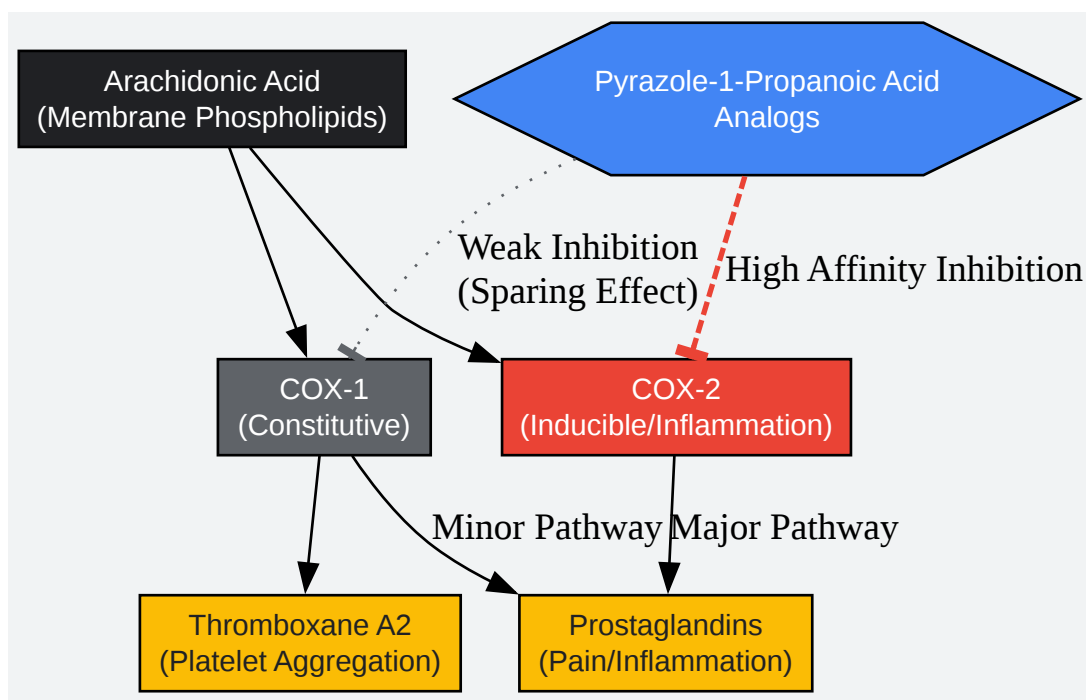 Arachidonic Acid
(Membrane Phospholipids)
Pyrazole-1-Propanoic Acid
Analogs
Weak Inhibition
(Sparing Effect)
High Affinity Inhibition
COX-1
(Constitutive)
COX-2
(Inducible/Inflammation)
Minor Pathway
Major Pathway
Thromboxane A2
(Platelet Aggregation)
Prostaglandins
(Pain/Inflammation)